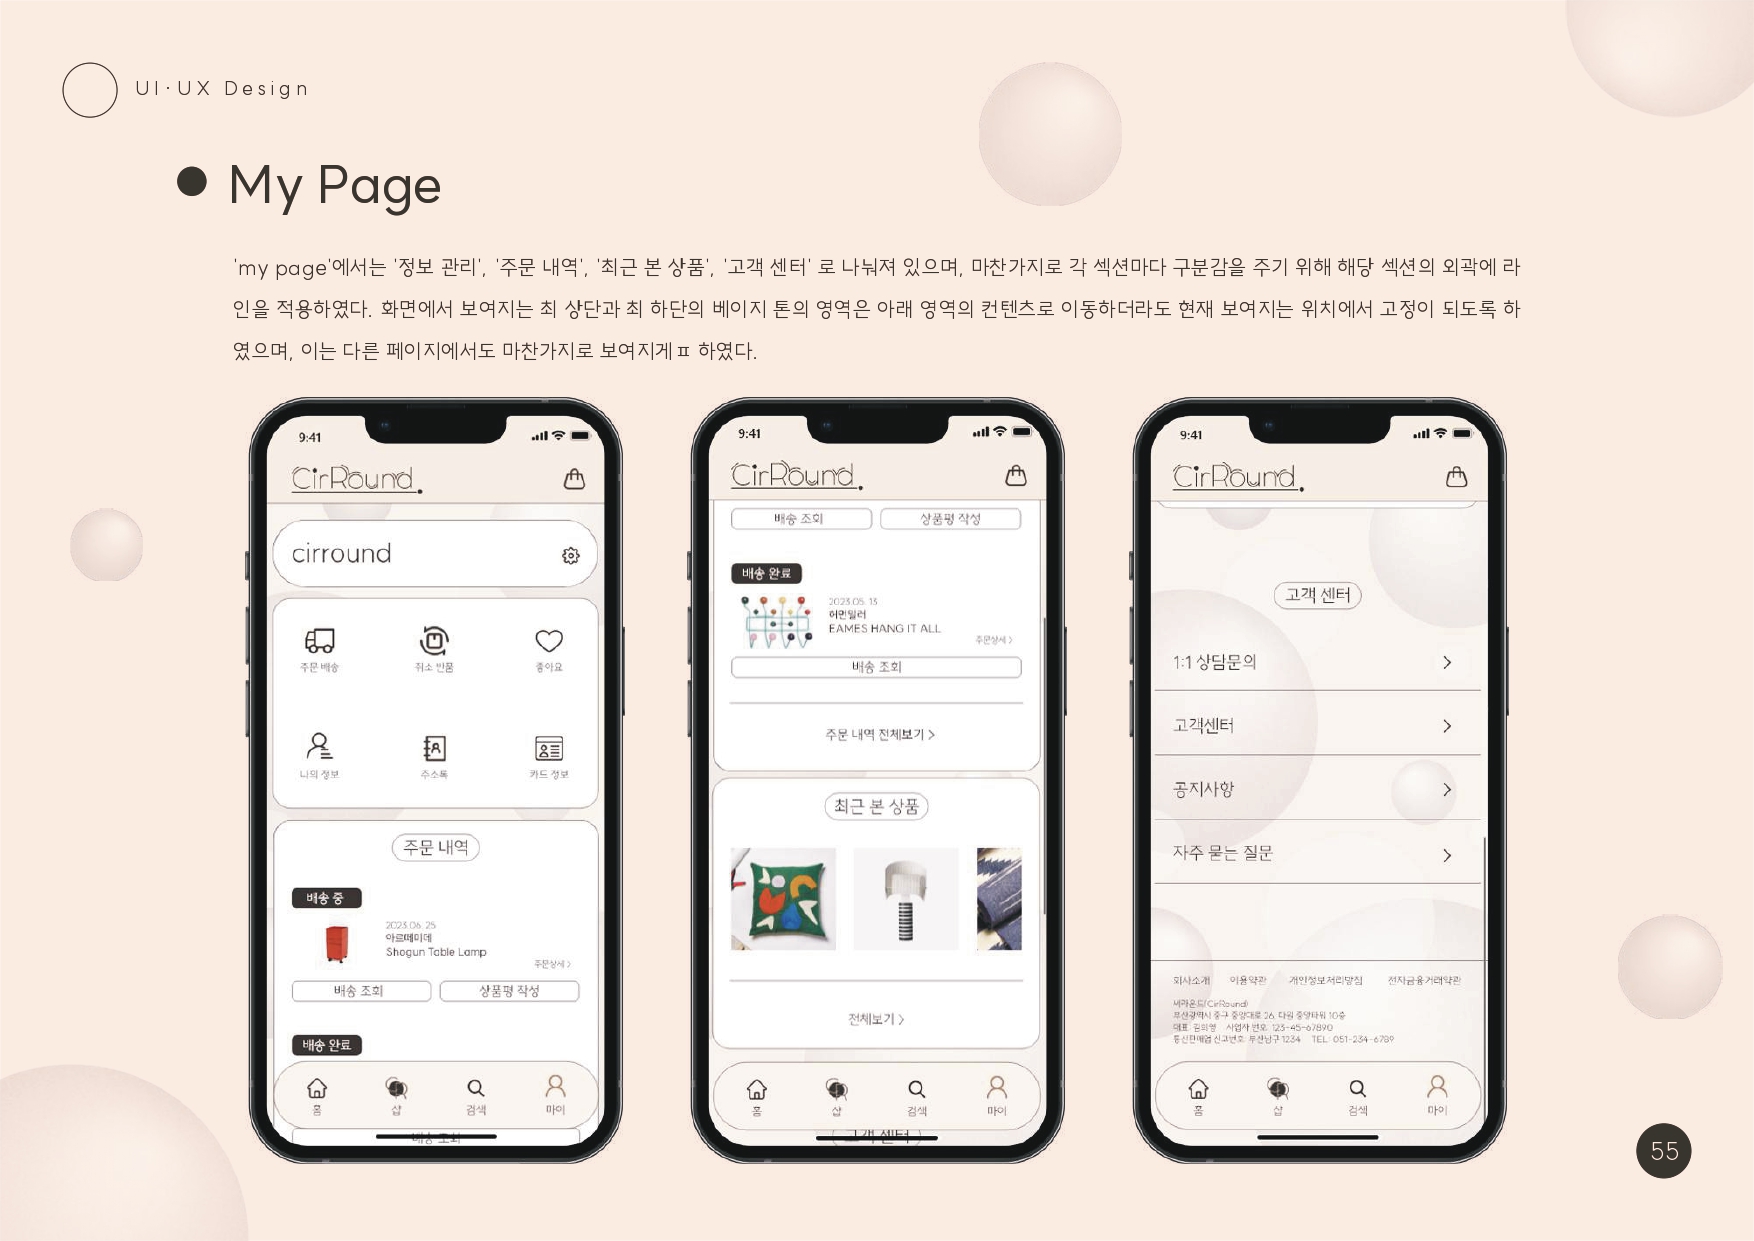 UI·UX Design
My Page
'my page'에서는 '정보 관리', '주문 내역', '최근 본 상품', '고객 센터' 로 나눠져 있으며, 마찬가지로 각 섹션마다 구분감을 주기 위해 해당 섹션의 외곽에 라
인을 적용하였다. 화면에서 보여지는 최 상단과 최 하단의 베이지 톤의 영역은 아래 영역의 컨텐츠로 이동하더라도 현재 보여지는 위치에서 고정이 되도록 하
였으며, 이는 다른 페이지에서도 마찬가지로 보여지게ㅍ 하였다.
9:41
CirRound.
cirround
주문 배송 취소 반품 좋아요
나의 정보 주소록 카드 정보
주문 내역
배송 중
2023.06. 25
아르떼미데
Shogun Table Lamp
주문상세 >
배송 조회 상품평 작성
배송 완료
홈 샵 검색 마이
배송 조회
9:41
CirRound.
배송 조회 상품평 작성
배송 완료
2023.05. 13
허먼밀러
EAMES HANG IT ALL
주문상세 >
배송 조회
주문 내역 전체보기 >
최근 본 상품
전체보기 >
홈 샵 검색 마이
고객 센터
9:41
CirRound.
고객 센터
1:1 상담문의 >
고객센터 >
공지사항 >
자주 묻는 질문 >
회사소개 이용약관 개인정보처리방침 전자금융거래약관
써라운드(CirRound)
부산광역시 중구 중앙대로 26, 다원 중앙타워 10층
대표: 김희영 사업자 번호: 123-45-67890
통신판매업 신고번호: 부산남구 1234 TEL: 051-234-6789
홈 샵 검색 마이
55